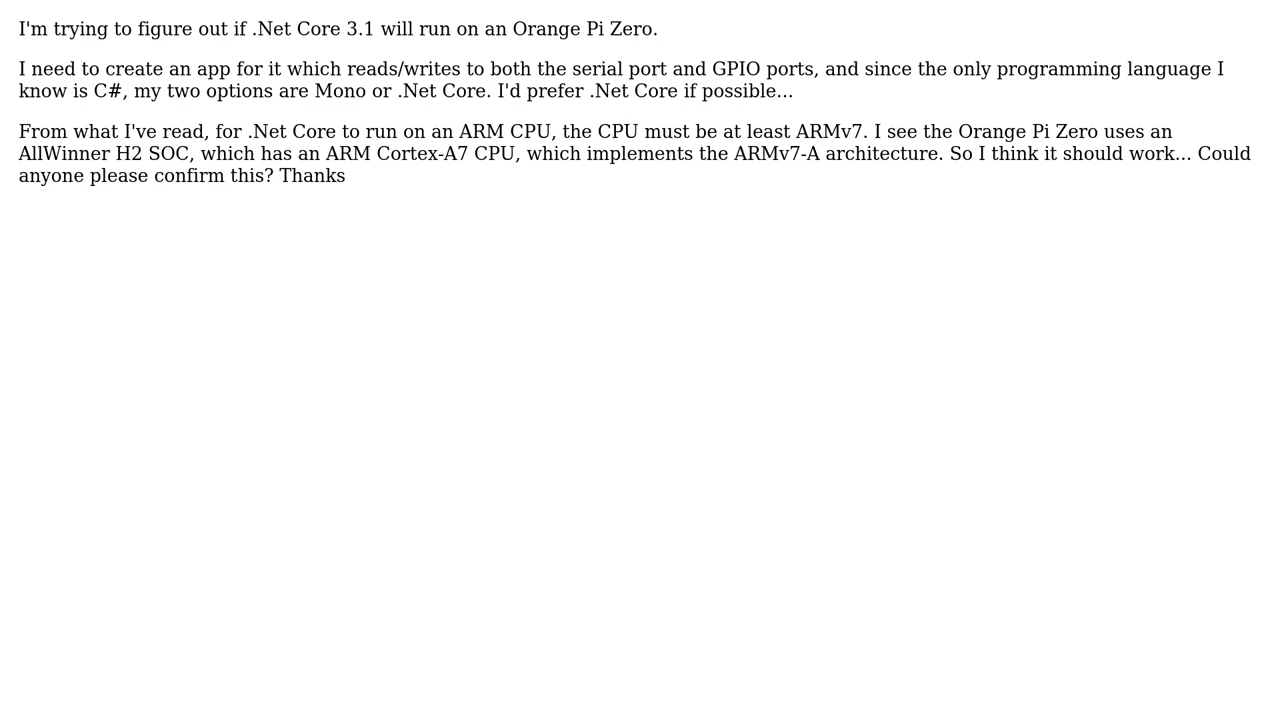 I'm trying to figure out if .Net Core 3.1 will run on an Orange Pi Zero.
I need to create an app for it which reads/writes to both the serial port and GPIO ports, and since the only programming language I
know is C#, my two options are Mono or .Net Core. I'd prefer .Net Core if possible...
From what I've read, for .Net Core to run on an ARM CPU, the CPU must be at least ARMv7. I see the Orange Pi Zero uses an
AllWinner H2 SOC, which has an ARM Cortex-A7 CPU, which implements the ARMv7-A architecture. So I think it should work... Could
anyone please confirm this? Thanks